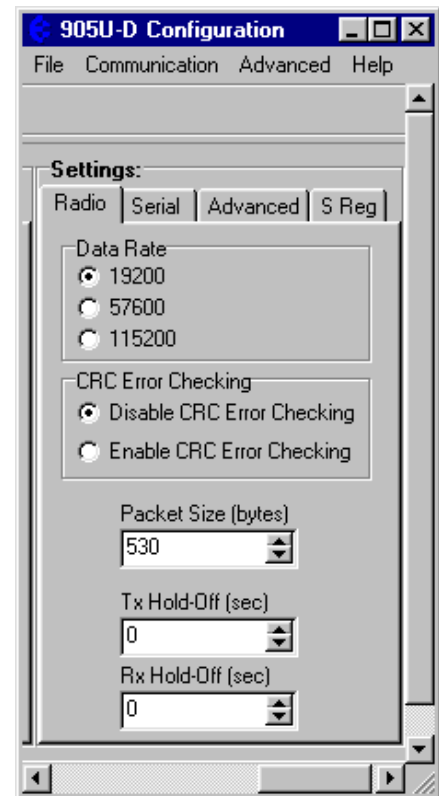 905U-D Configuration
File Communication Advanced Help
Settings:
Radio Serial Advanced S Reg
Data Rate
19200
57600
115200
CRC Error Checking
Disable CRC Error Checking
Enable CRC Error Checking
Packet Size (bytes)
530
Tx Hold-Off (sec)
0
Rx Hold-Off (sec)
0